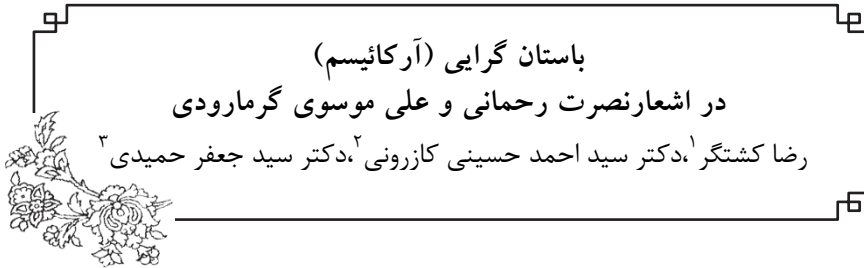 باستان گرایی (آرکائیسم)
در اشعارنصرت رحمانی و علی موسوی گرمارودی
رضا کشتگر۱،دکتر سید احمد حسینی کازرونی۲،دکتر سید جعفر حمیدی۳